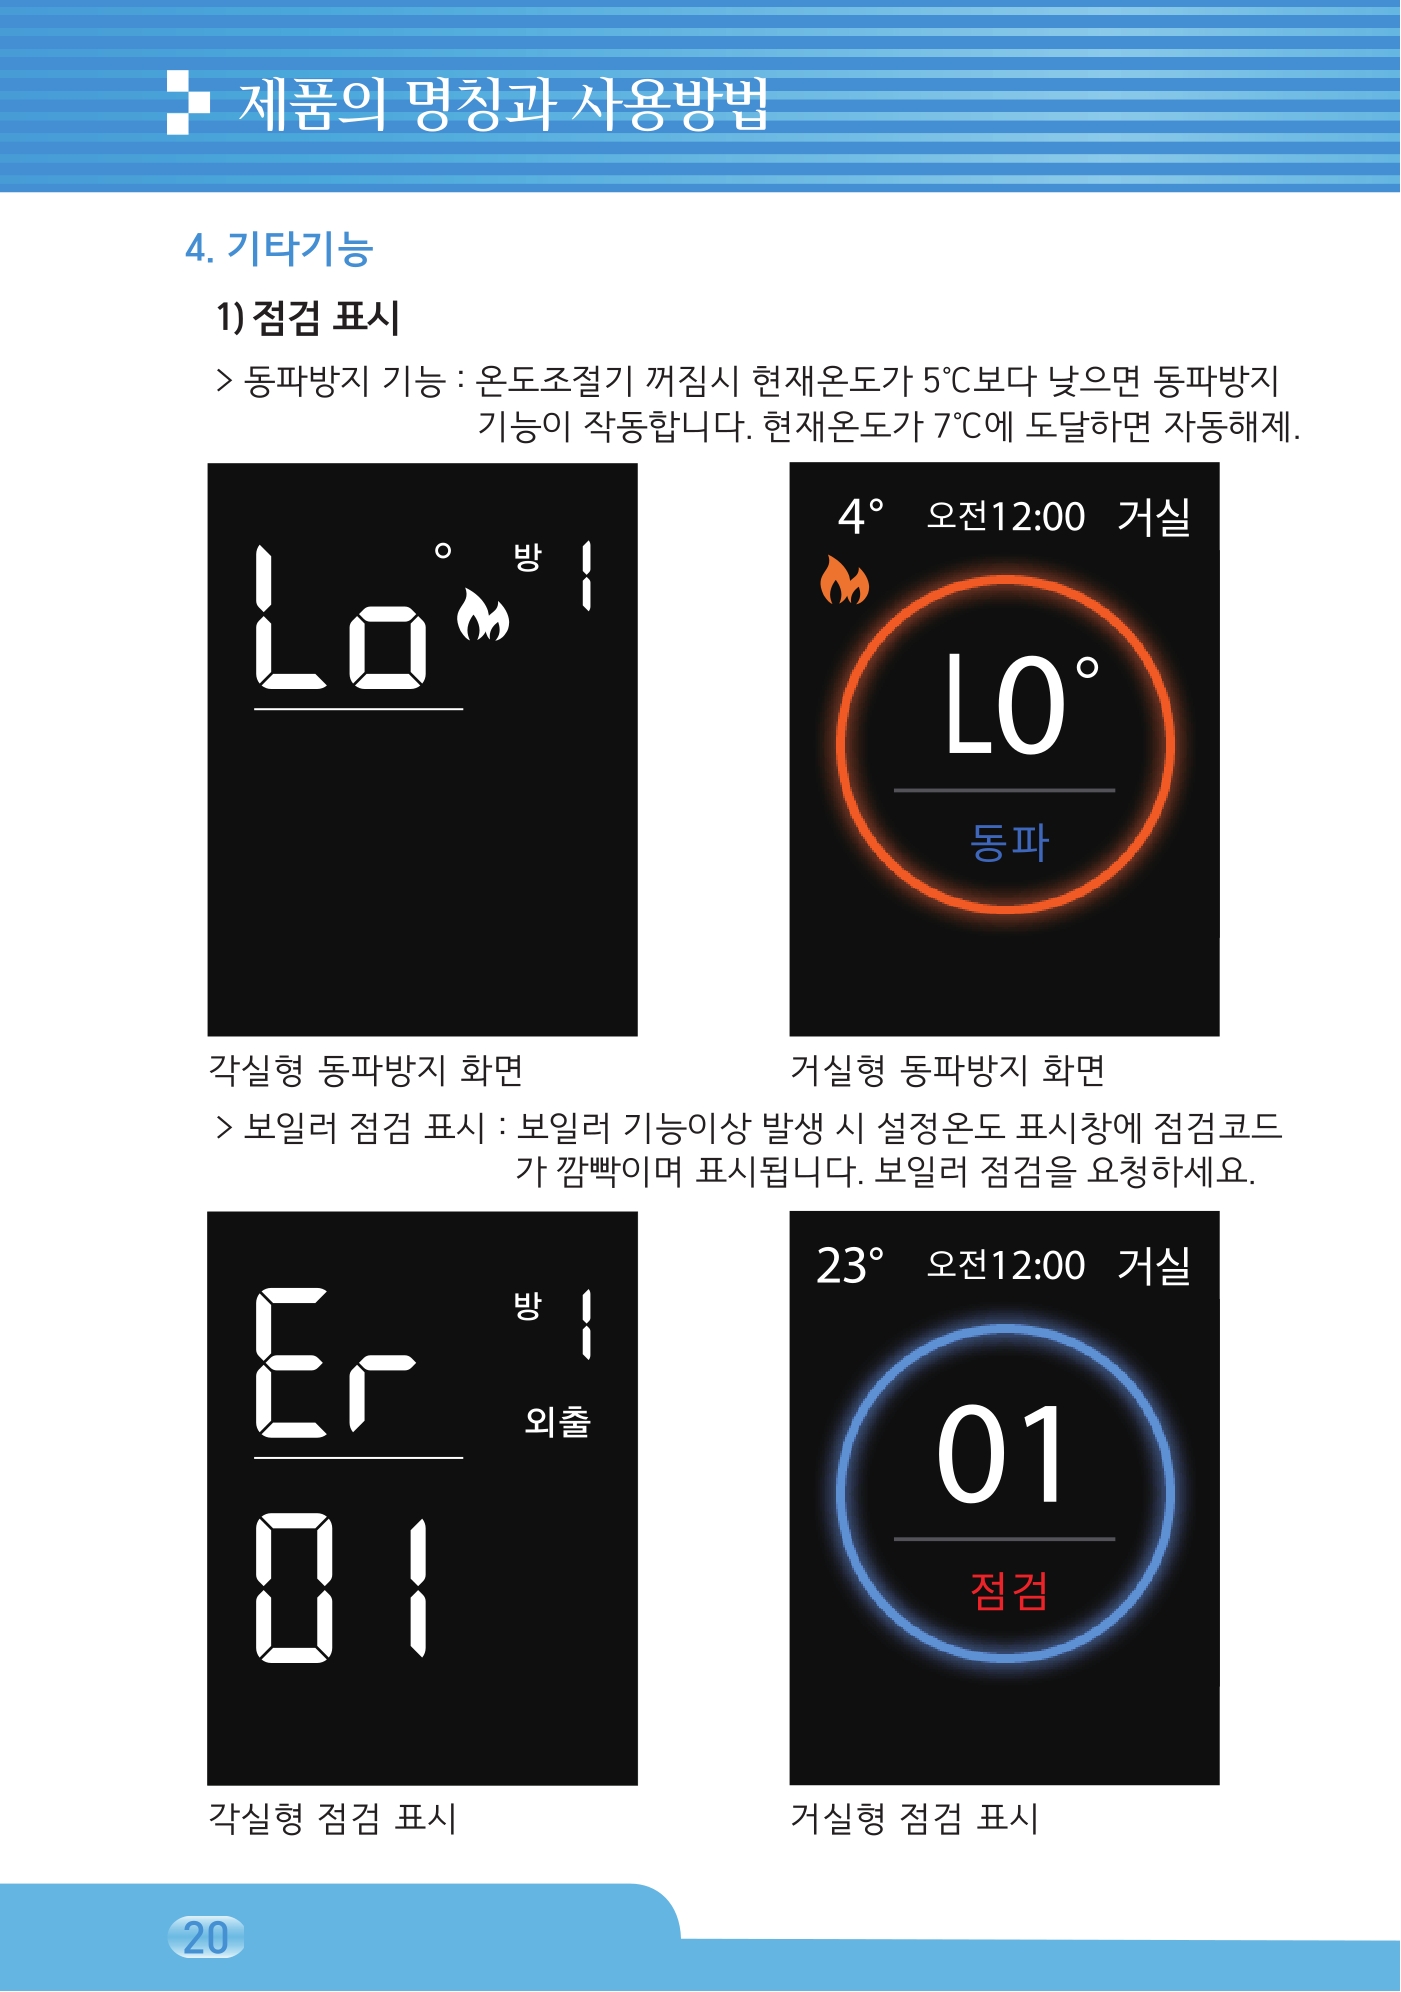 제품의 명칭과 사용방법
4. 기타기능
1) 점검 표시
> 동파방지 기능 : 온도조절기 꺼짐시 현재온도가 5℃보다 낮으면 동파방지
기능이 작동합니다. 현재온도가 7℃에 도달하면 자동해제.
Lo° 방 1
4° 오전12:00 거실
LO°
동파
각실형 동파방지 화면
거실형 동파방지 화면
> 보일러 점검 표시 : 보일러 기능이상 발생 시 설정온도 표시창에 점검코드
가 깜빡이며 표시됩니다. 보일러 점검을 요청하세요.
Er 방 1
외출
01
23° 오전12:00 거실
01
점검
각실형 점검 표시
거실형 점검 표시
20